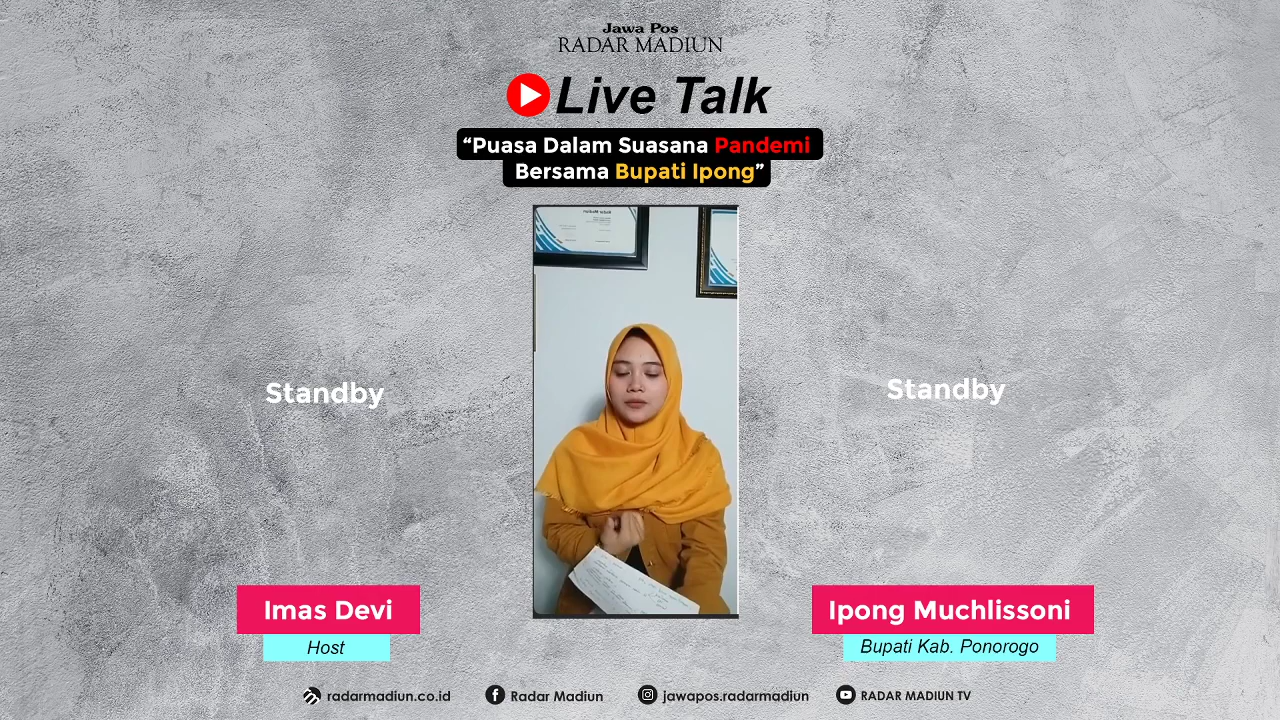 Jawa Pos
RADAR MADIUN
Live Talk
“Puasa Dalam Suasana Pandemi
Bersama Bupati Ipong”
Standby
Standby
Imas Devi
Host
Ipong Muchlissoni
Bupati Kab. Ponorogo
radarmadiun.co.id
Radar Madiun
jawapos.radarmadiun
RADAR MADIUN TV